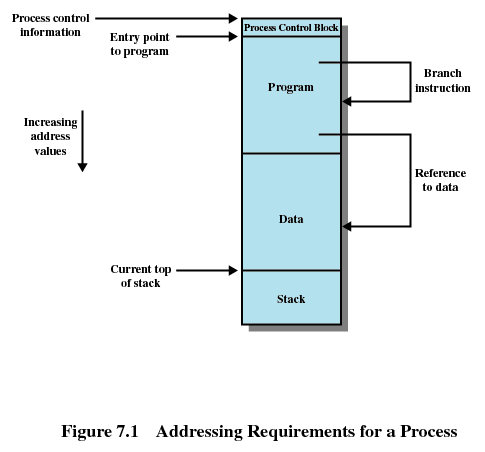 Process control
information
Process Control Block
Entry point
to program
Program
Branch
instruction
Increasing
address
values
Reference
to data
Data
Current top
of stack
Stack
Figure 7.1 Addressing Requirements for a Process